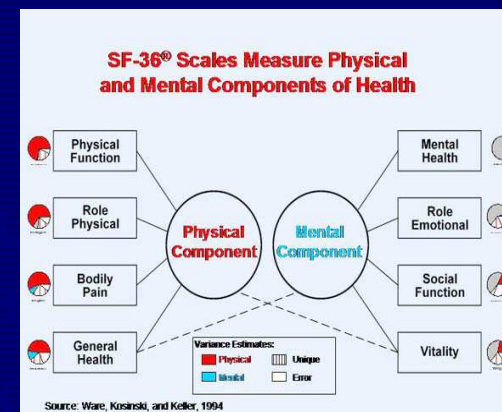 SF-36® Scales Measure Physical
and Mental Components of Health
Physical
Function
Role
Physical
Bodily
Pain
General
Health
Physical
Component
Mental
Component
Mental
Health
Role
Emotional
Social
Function
Vitality
Variance Estimates:
Physical
Unique
Mental
Error
Source: Ware, Kosinski, and Keller, 1994